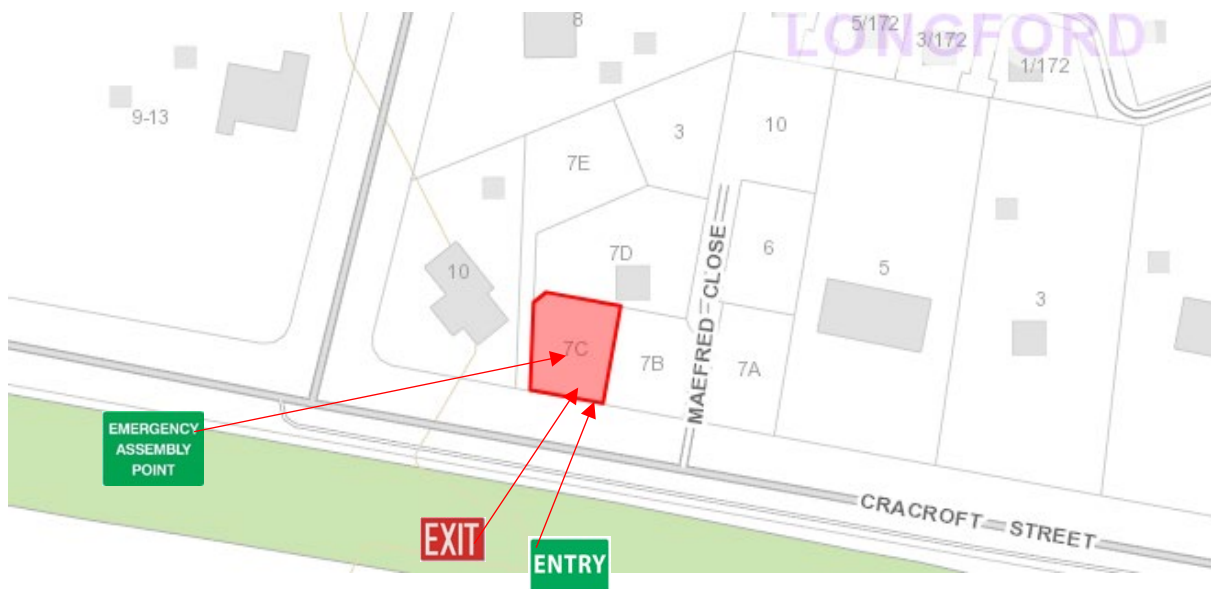 LONGFORD
8
5/172
3/172
1/172
9-13
3
10
7E
7D
6
10
5
3
7C
7B
7A
MAEFRED CLOSE
EMERGENCY
ASSEMBLY
POINT
EXIT
ENTRY
CRACROFT STREET